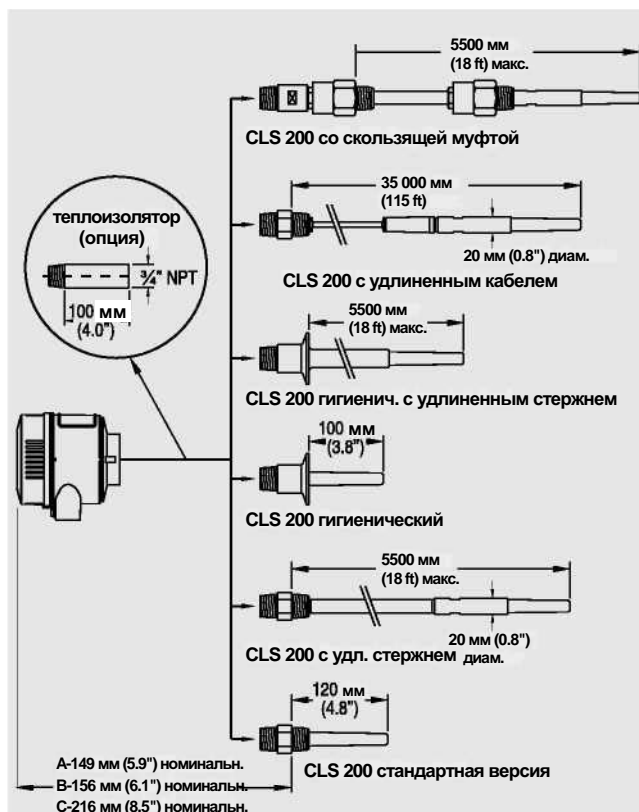 5500 мм
(18 ft) макс.
CLS 200 со скользящей муфтой
35 000 мм
(115 ft)
20 мм (0.8") диам.
CLS 200 с удлиненным кабелем
теплоизолятор
(опция)
¾" NPT
100 мм
(4.0")
5500 мм
(18 ft) макс.
CLS 200 гигиенич. с удлиненным стержнем
100 мм
(3.8")
CLS 200 гигиенический
5500 мм
(18 ft) макс.
20 мм (0.8")
диам.
CLS 200 с удл. стержнем
120 мм
(4.8")
CLS 200 стандартная версия
A-149 мм (5.9") номинальн.
B-156 мм (6.1") номинальн.
C-216 мм (8.5") номинальн.